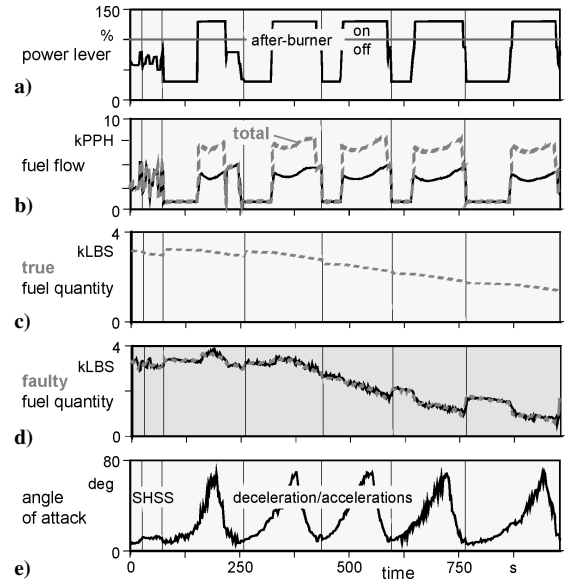 150
%
power lever
after-burner
on
off
0
a)
10
kPPH
total
fuel flow
0
b)
4
kLBS
true
fuel quantity
0
c)
4
kLBS
faulty
fuel quantity
0
d)
80
deg
SHSS
deceleration/accelerations
angle
of attack
0
e)
0
250
500
time
750
s